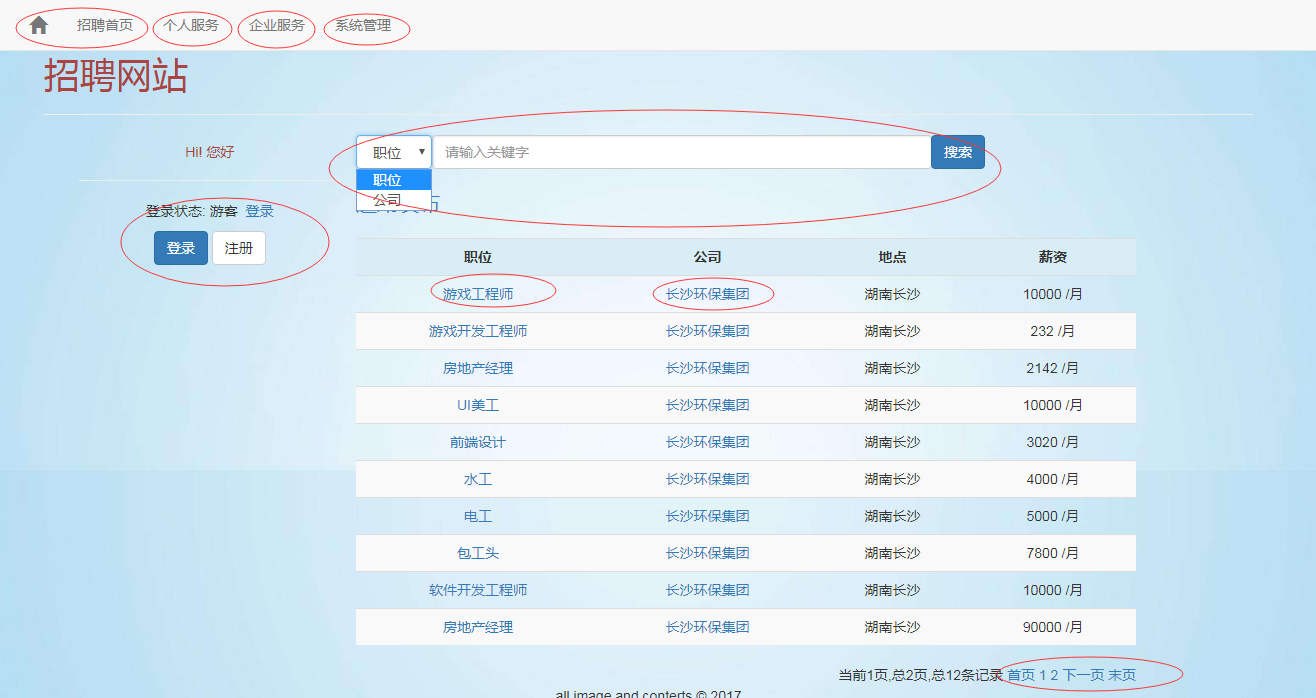 招聘首页 个人服务 企业服务 系统管理
招聘网站
Hi! 您好
职位 请输入关键字 搜索
职位
公司
登录状态: 游客 登录
登录 注册
职位 公司 地点 薪资
游戏工程师 长沙环保集团 湖南长沙 10000 /月
游戏开发工程师 长沙环保集团 湖南长沙 232 /月
房地产经理 长沙环保集团 湖南长沙 2142 /月
UI美工 长沙环保集团 湖南长沙 10000 /月
前端设计 长沙环保集团 湖南长沙 3020 /月
水工 长沙环保集团 湖南长沙 4000 /月
电工 长沙环保集团 湖南长沙 5000 /月
包工头 长沙环保集团 湖南长沙 7800 /月
软件开发工程师 长沙环保集团 湖南长沙 10000 /月
房地产经理 长沙环保集团 湖南长沙 90000 /月
当前1页,总2页,总12条记录 首页 1 2 下一页 末页
all image and conterts © 2017